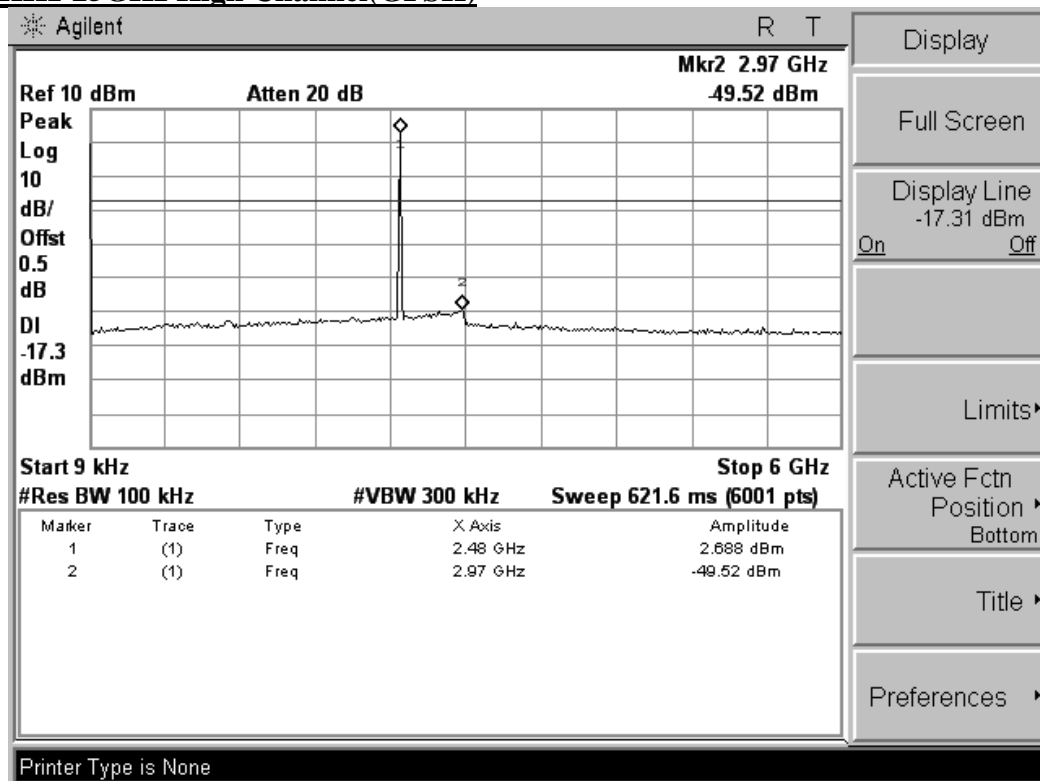 Agilent R T
Mkr2 2.97 GHz
Ref 10 dBm Atten 20 dB -49.52 dBm
Peak
Log
10
dB/
Offst
0.5
dB
DI
-17.3
dBm
1
2
Start 9 kHz Stop 6 GHz
#Res BW 100 kHz #VBW 300 kHz Sweep 621.6 ms (6001 pts)
Marker Trace Type X Axis Amplitude
1 (1) Freq 2.48 GHz 2.688 dBm
2 (1) Freq 2.97 GHz -49.52 dBm
Display
Full Screen
Display Line
-17.31 dBm
On Off
Limits
Active Fctn
Position
Bottom
Title
Preferences
Printer Type is None